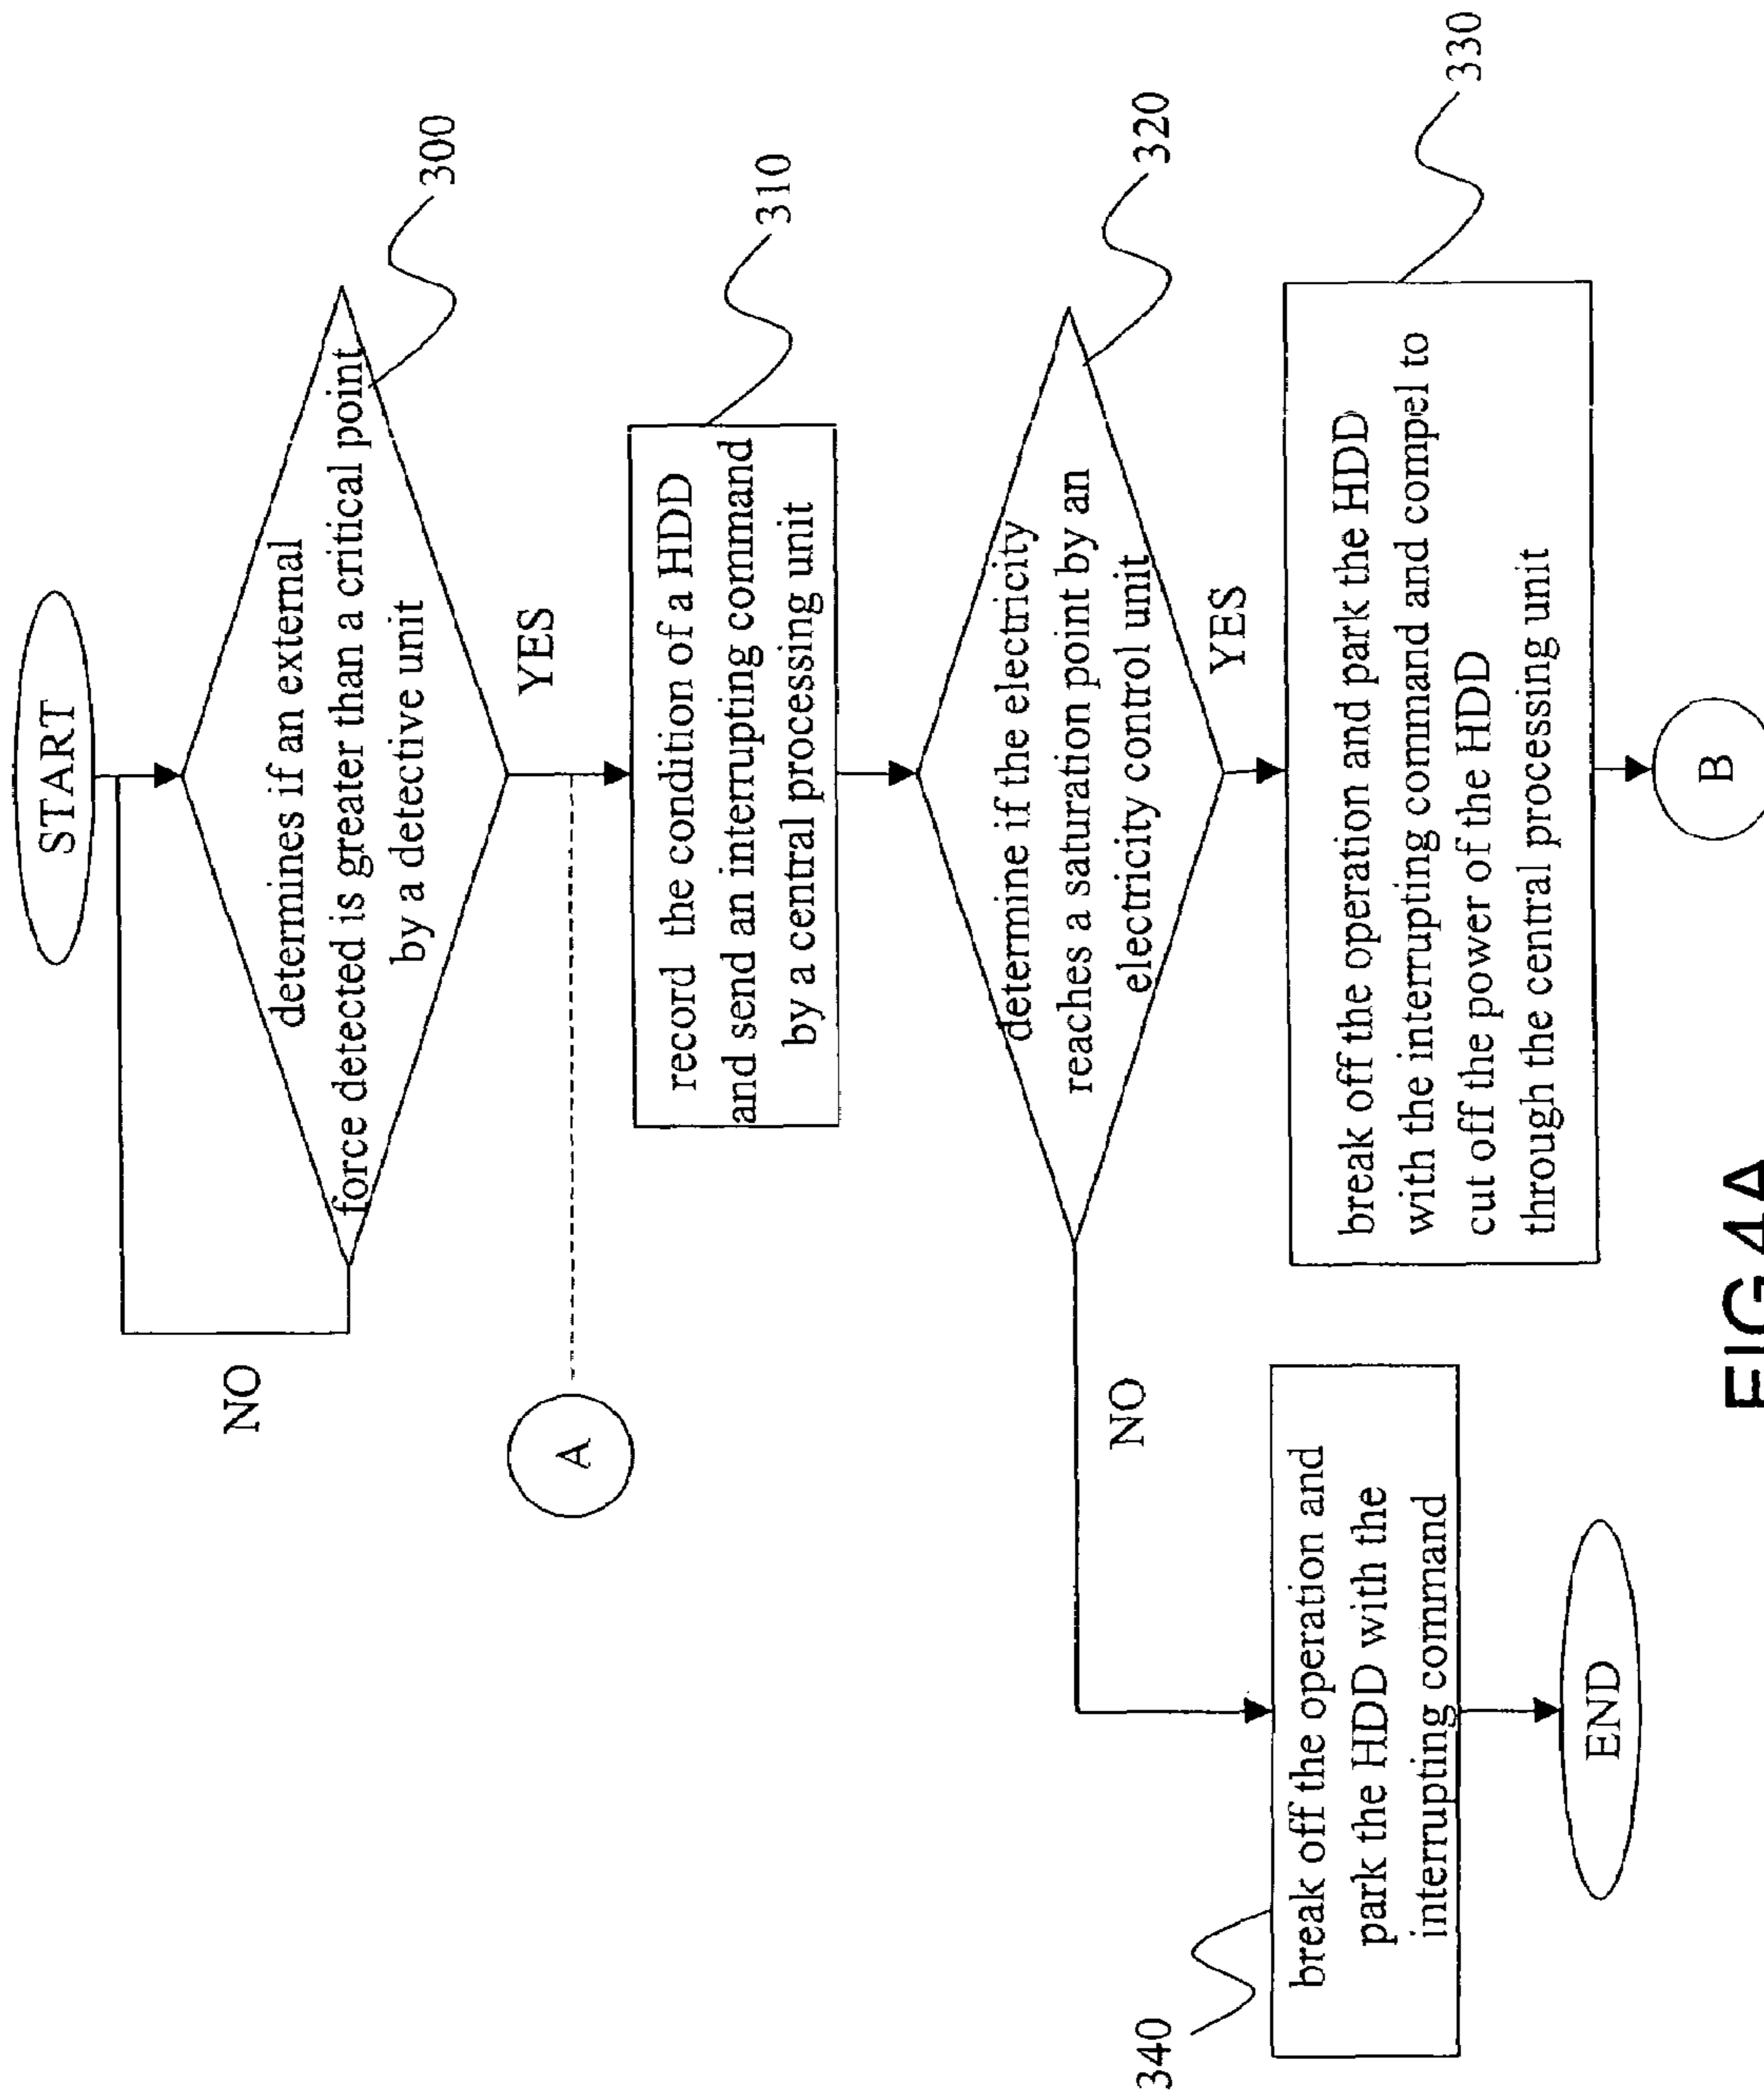 START
determines if an external
force detected is greater than a critical point
by a detective unit
300
NO
YES
A
record the condition of a HDD
and send an interrupting command
by a central processing unit
310
determine if the electricity
reaches a saturation point by an
electricity control unit
320
NO
YES
340
break off the operation and
park the HDD with the
interrupting command
break off the operation and park the HDD
with the interrupting command and compel to
cut off the power of the HDD
through the central processing unit
330
END
B
FIG4A